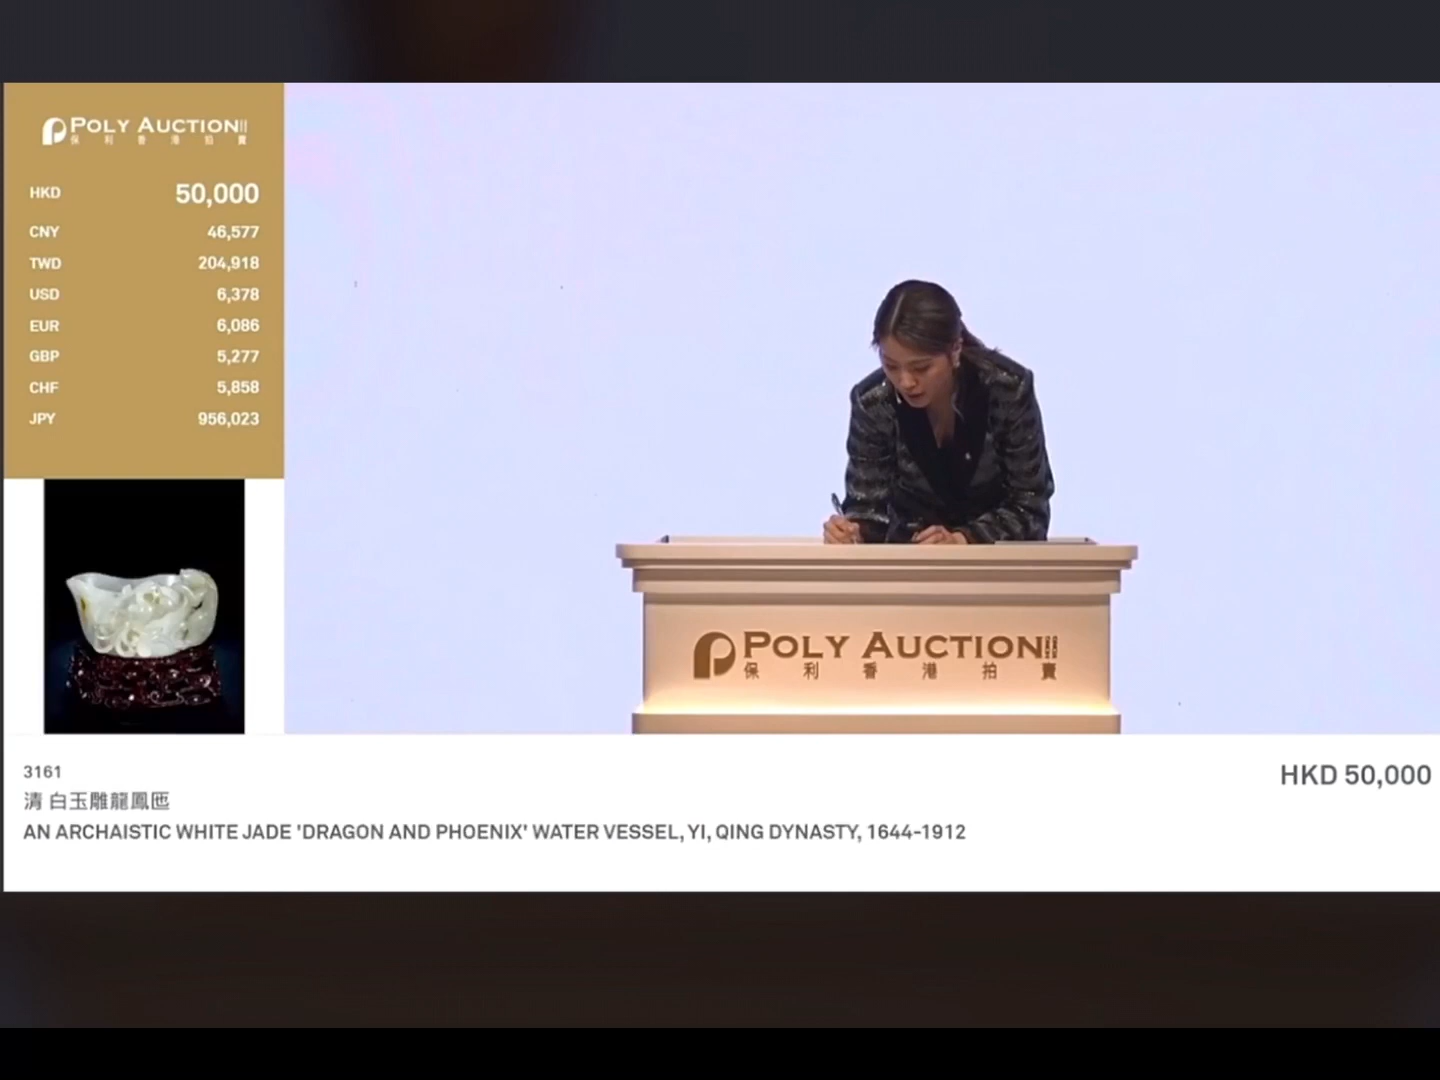 POLY AUCTION
保利香港拍賣
HKD 50,000
CNY 46,577
TWD 204,918
USD 6,378
EUR 6,086
GBP 5,277
CHF 5,858
JPY 956,023
POLY AUCTION
保利香港拍賣
3161
HKD 50,000
清 白玉雕龍鳳匜
AN ARCHAISTIC WHITE JADE 'DRAGON AND PHOENIX' WATER VESSEL, YI, QING DYNASTY, 1644-1912